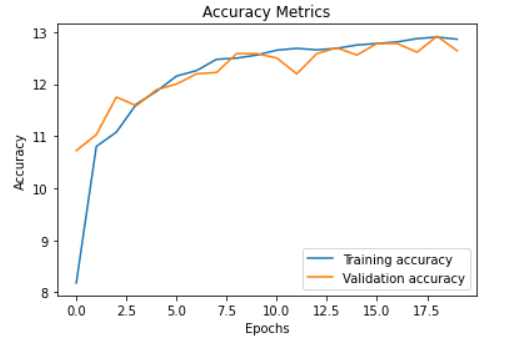 Accuracy Metrics
13
12
11
10
9
8
Accuracy
0.0 2.5 5.0 7.5 10.0 12.5 15.0 17.5
Epochs
Training accuracy
Validation accuracy